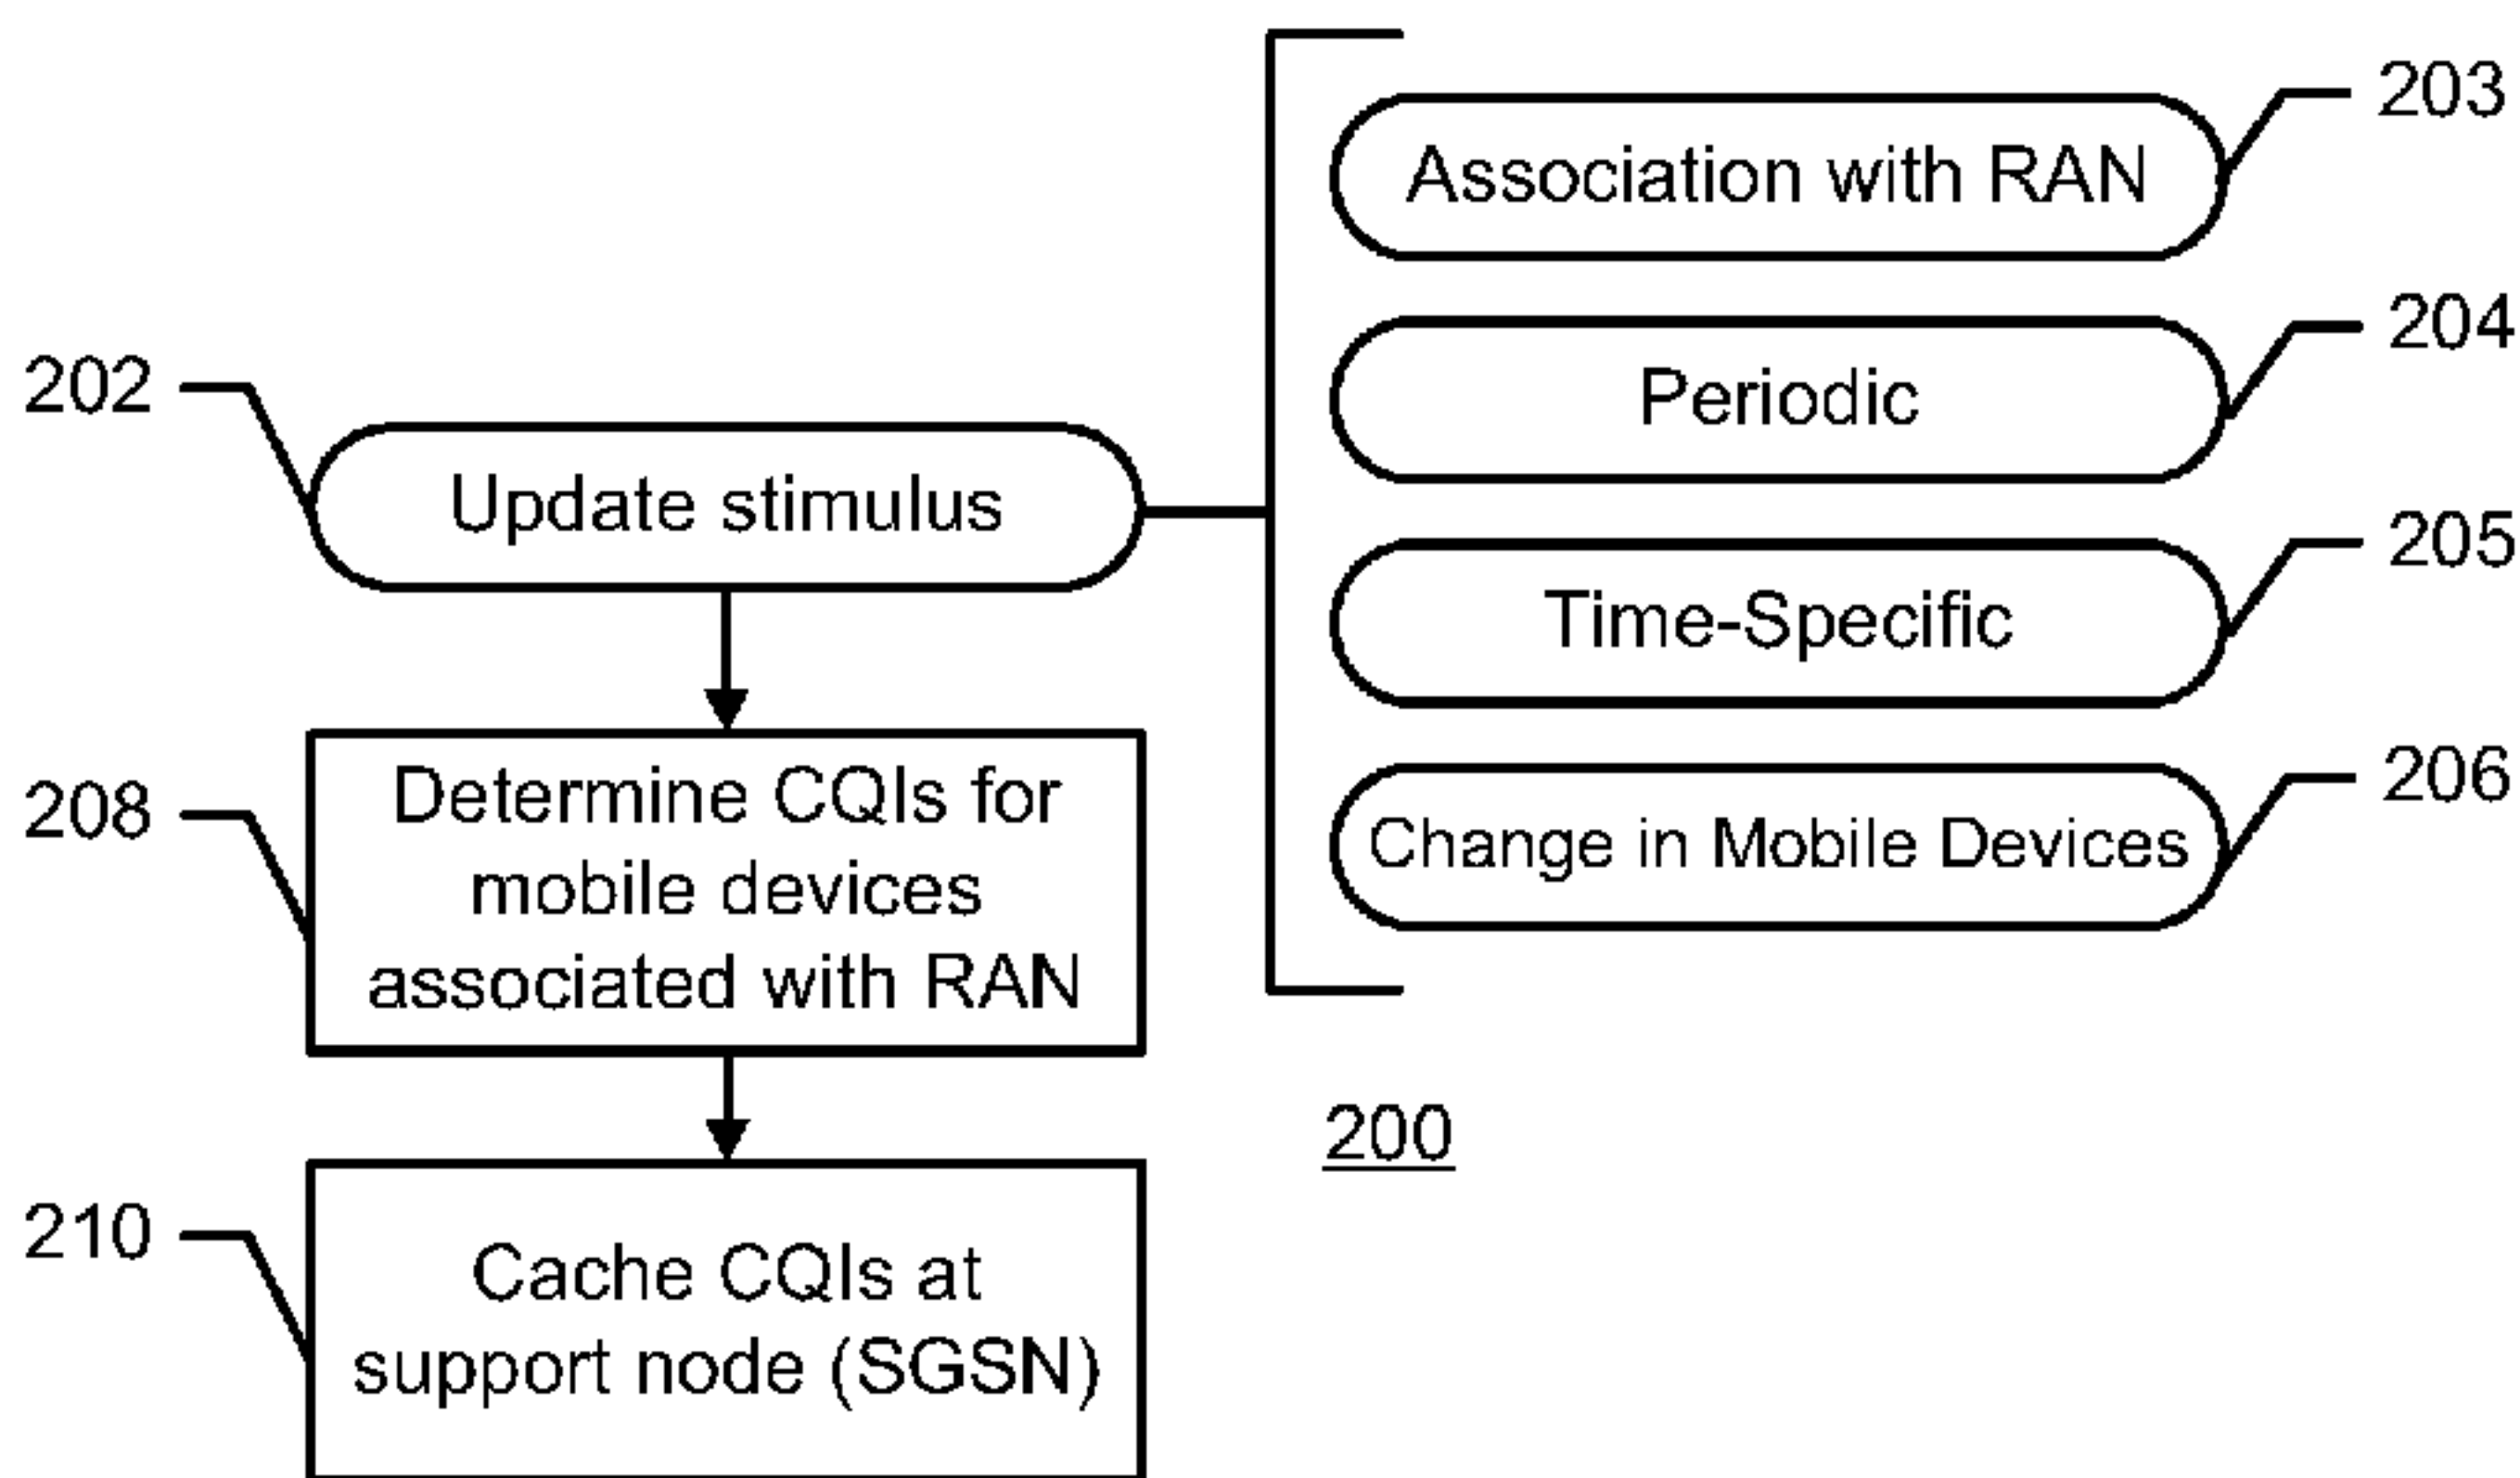 203
Association with RAN
204
Periodic
202
Update stimulus
205
Time-Specific
206
Change in Mobile Devices
208
Determine CQIs for
mobile devices
associated with RAN
200
210
Cache CQIs at
support node (SGSN)